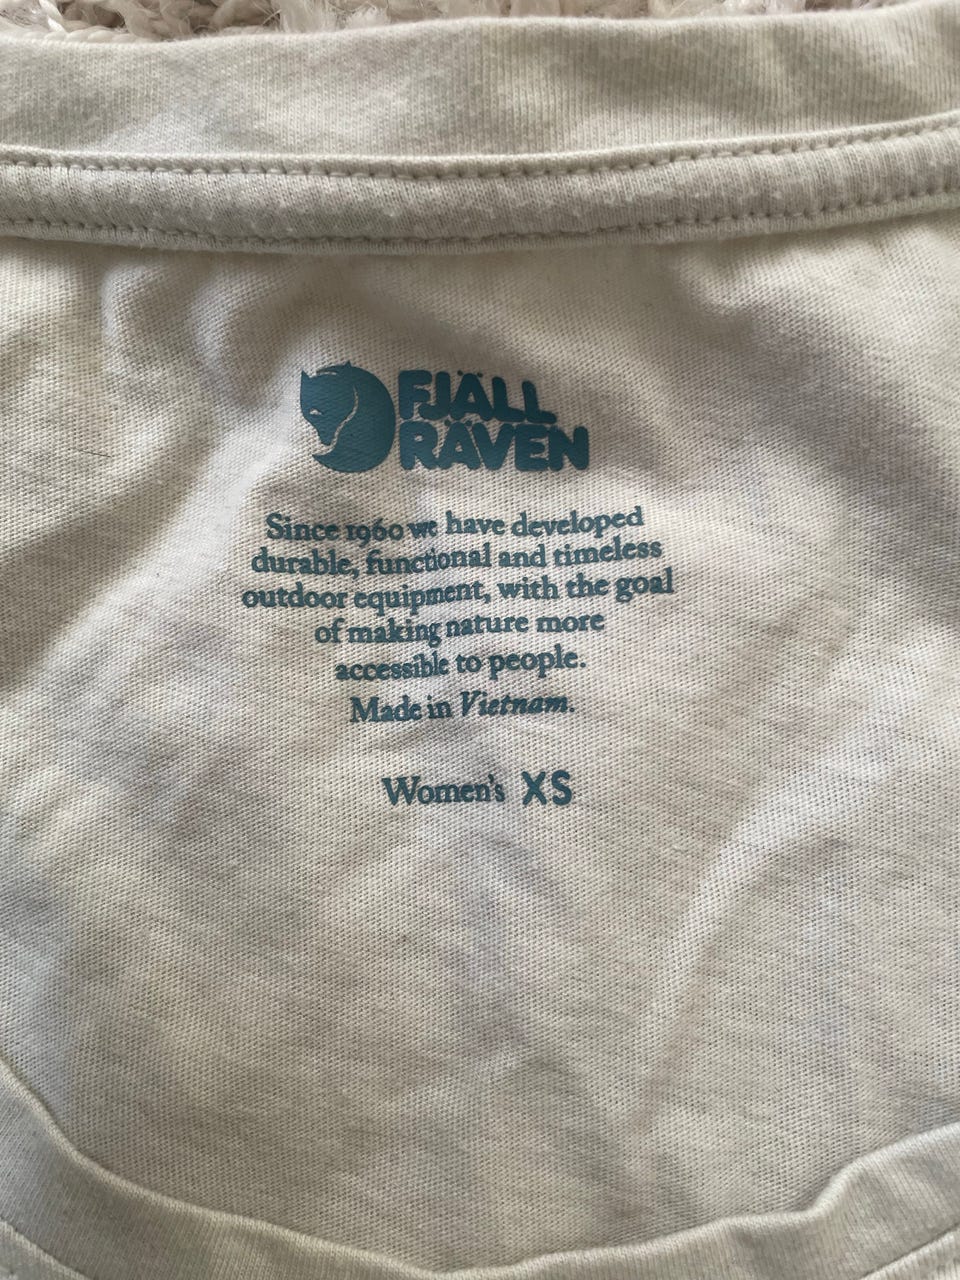 FJÄLL
RÄVEN
Since 1960 we have developed
durable, functional and timeless
outdoor equipment, with the goal
of making nature more
accessible to people.
Made in Vietnam.
Women's XS